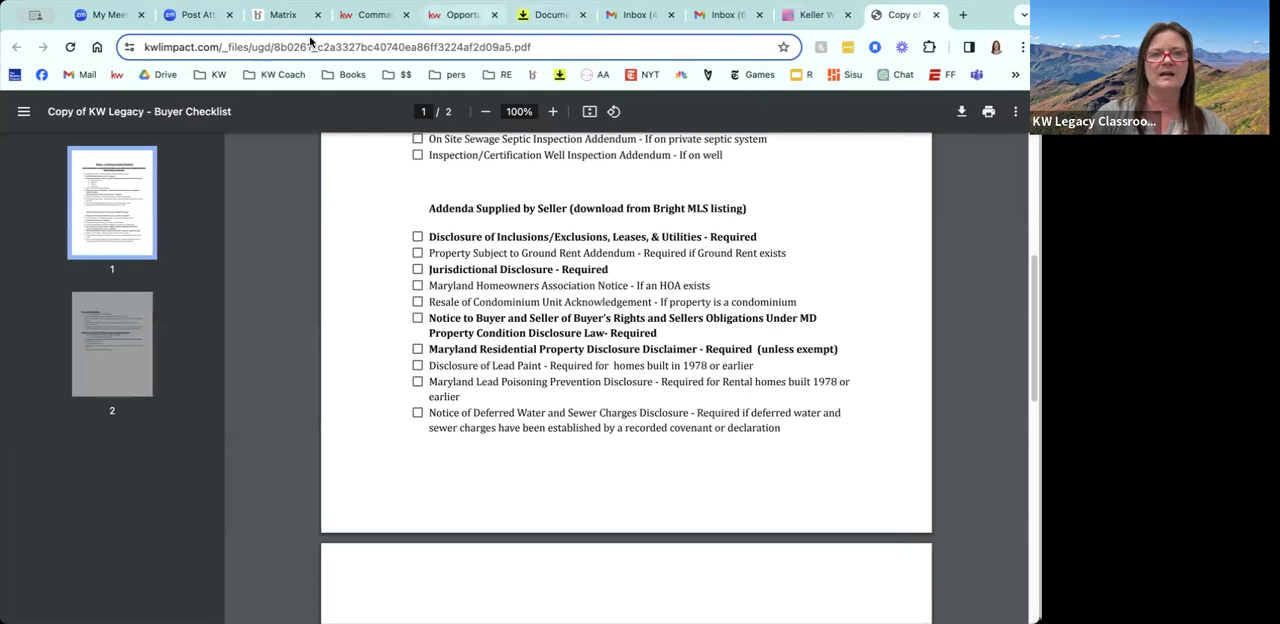 My Mee
Post Att
Matrix
Comma
Opport
Docume
Inbox (4
Inbox (6
Keller W
Copy of
kwlimpact.com/_files/ugd/8b0267_c2a3327bc40740ea86ff3224af2d09a5.pdf
Mail
kw
Drive
KW
KW Coach
Books
$$
pers
RE
AA
NYT
Games
R
Sisu
Chat
FF
Copy of KW Legacy - Buyer Checklist
1 / 2
100%
KW Legacy Classroo...
On Site Sewage Septic Inspection Addendum - If on private septic system
Inspection/Certification Well Inspection Addendum - If on well
Addenda Supplied by Seller (download from Bright MLS listing)
Disclosure of Inclusions/Exclusions, Leases, & Utilities - Required
Property Subject to Ground Rent Addendum - Required if Ground Rent exists
Jurisdictional Disclosure - Required
Maryland Homeowners Association Notice - If an HOA exists
Resale of Condominium Unit Acknowledgement - If property is a condominium
Notice to Buyer and Seller of Buyer's Rights and Sellers Obligations Under MD
Property Condition Disclosure Law- Required
Maryland Residential Property Disclosure Disclaimer - Required (unless exempt)
Disclosure of Lead Paint - Required for homes built in 1978 or earlier
Maryland Lead Poisoning Prevention Disclosure - Required for Rental homes built 1978 or
earlier
Notice of Deferred Water and Sewer Charges Disclosure - Required if deferred water and
sewer charges have been established by a recorded covenant or declaration
1
2